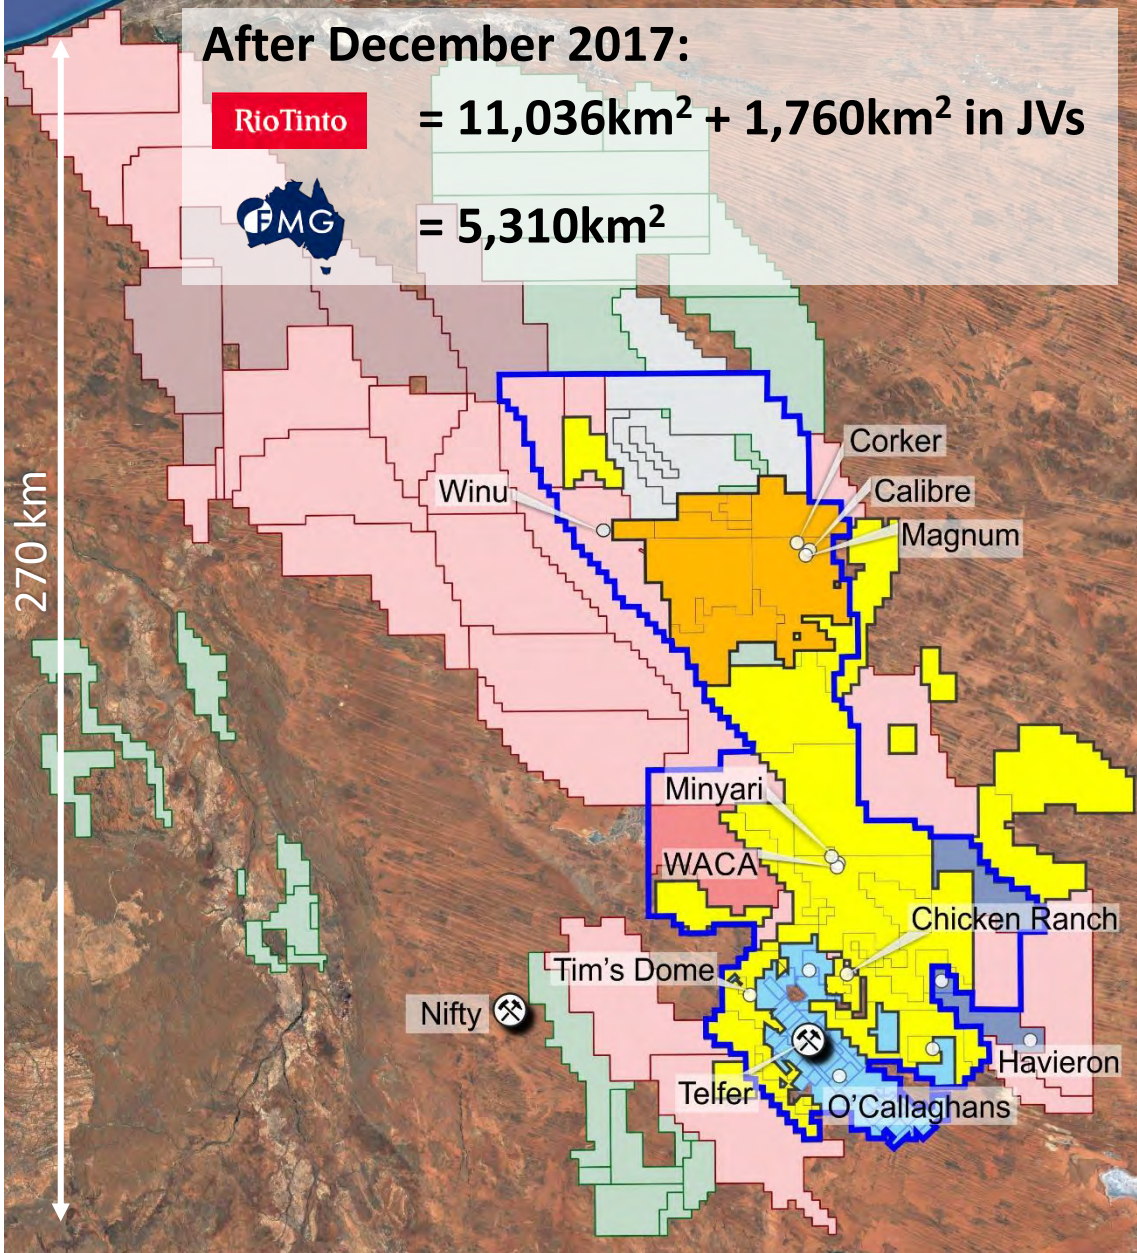 After December 2017:
RioTinto = 11,036km² + 1,760km² in JVs
FMG = 5,310km²
270 km
Corker
Winu
Calibre
Magnum
Minyari
WACA
Chicken Ranch
Tim's Dome
Nifty
Havieron
Telfer
O'Callaghans